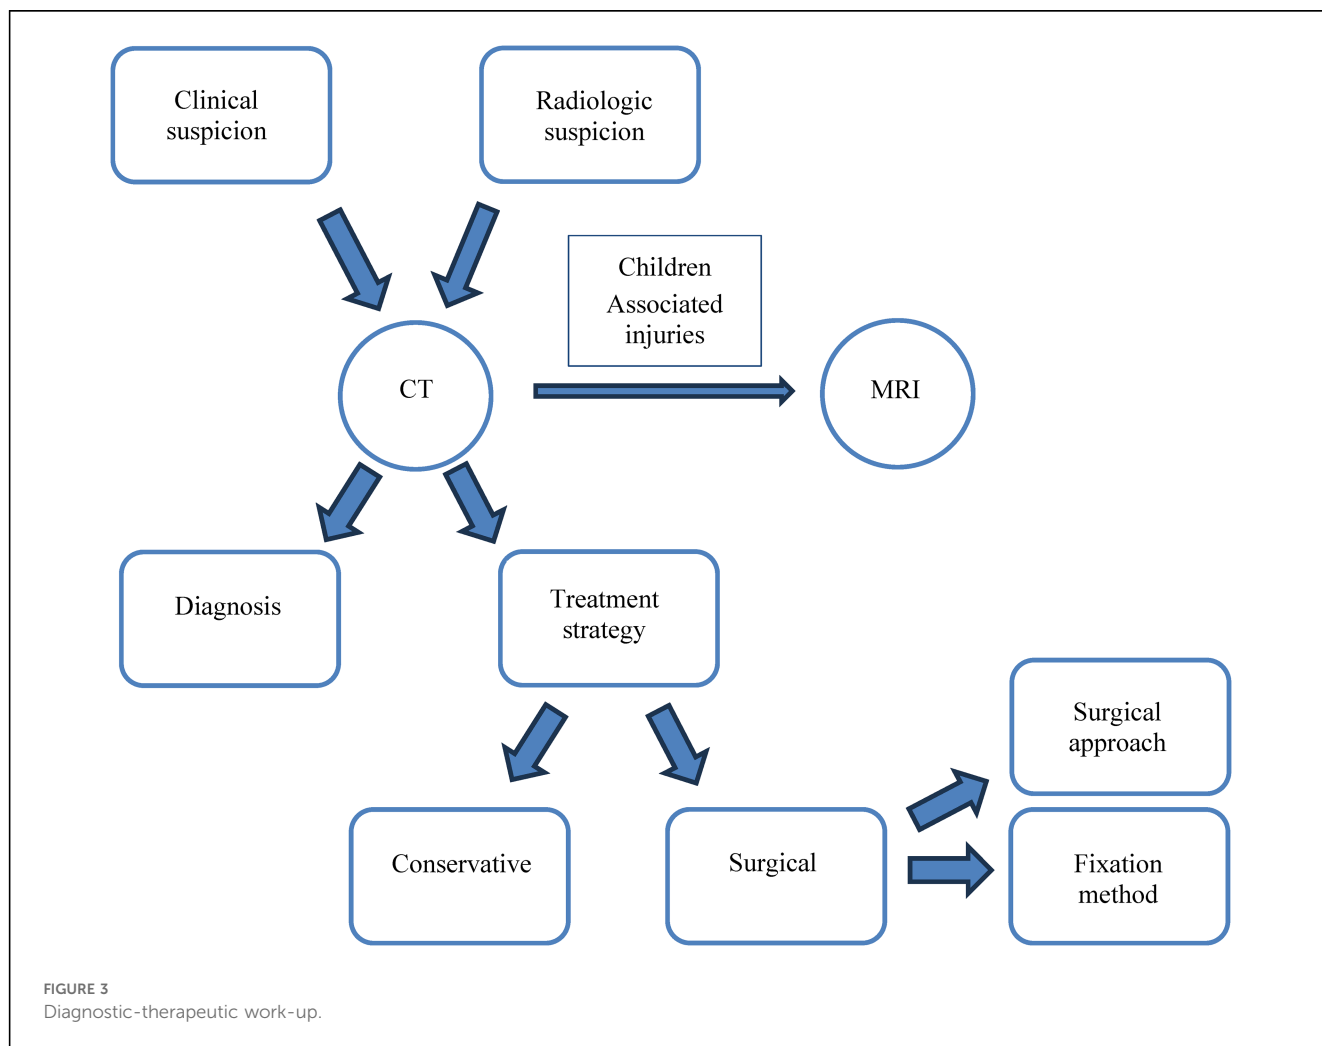 Clinical
suspicion
Radiologic
suspicion
Children
Associated
injuries
CT
MRI
Diagnosis
Treatment
strategy
Surgical
approach
Conservative
Surgical
Fixation
method
FIGURE 3
Diagnostic-therapeutic work-up.